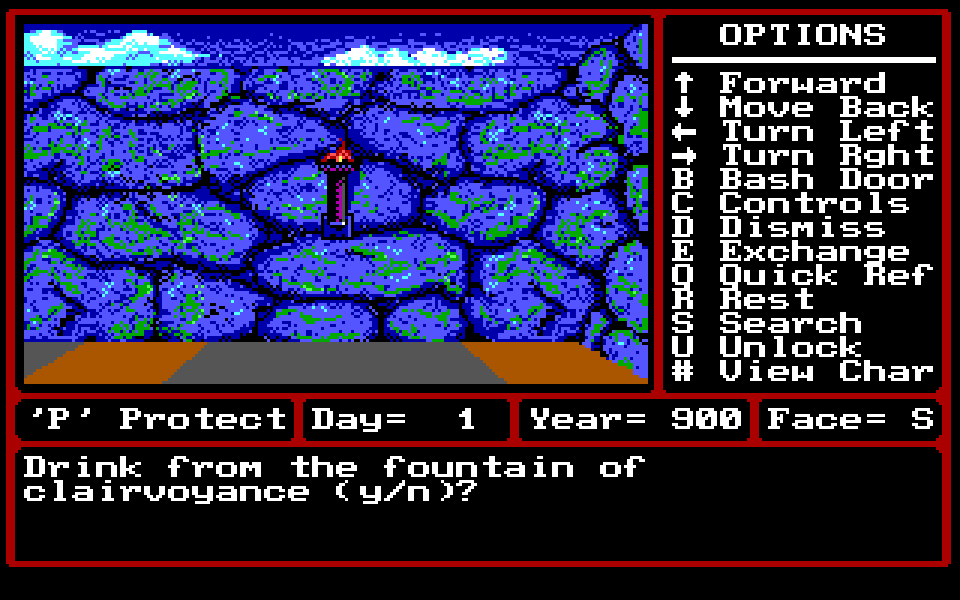 OPTIONS
↑ Forward
↓ Move Back
← Turn Left
→ Turn Rght
B Bash Door
C Controls
D Dismiss
E Exchange
Q Quick Ref
R Rest
S Search
U Unlock
# View Char
'P' Protect
Day= 1
Year= 900
Face= S
Drink from the fountain of
clairvoyance (y/n)?